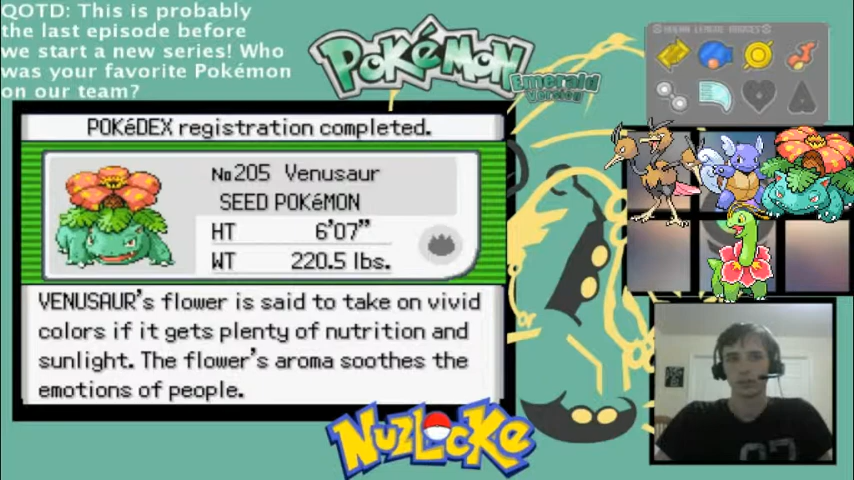 QOTD: This is probably
the last episode before
we start a new series! Who
was your favorite Pokémon
on our team?
POKéMON
Emerald
Version
POKéDEX registration completed.
No205 Venusaur
SEED POKéMON
HT 6'07"
WT 220.5 lbs.
VENUSAUR's flower is said to take on vivid
colors if it gets plenty of nutrition and
sunlight. The flower's aroma soothes the
emotions of people.
NUZLOCKE